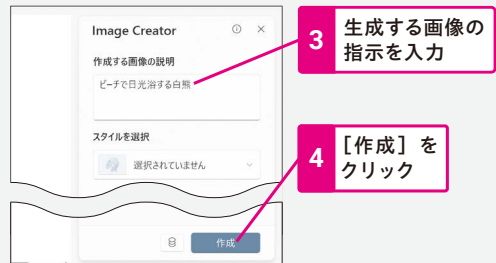 Image Creator
作成する画像の説明
ビーチで日光浴する白熊
スタイルを選択
選択されていません
作成
3 生成する画像の
指示を入力
4 ［作成］を
クリック